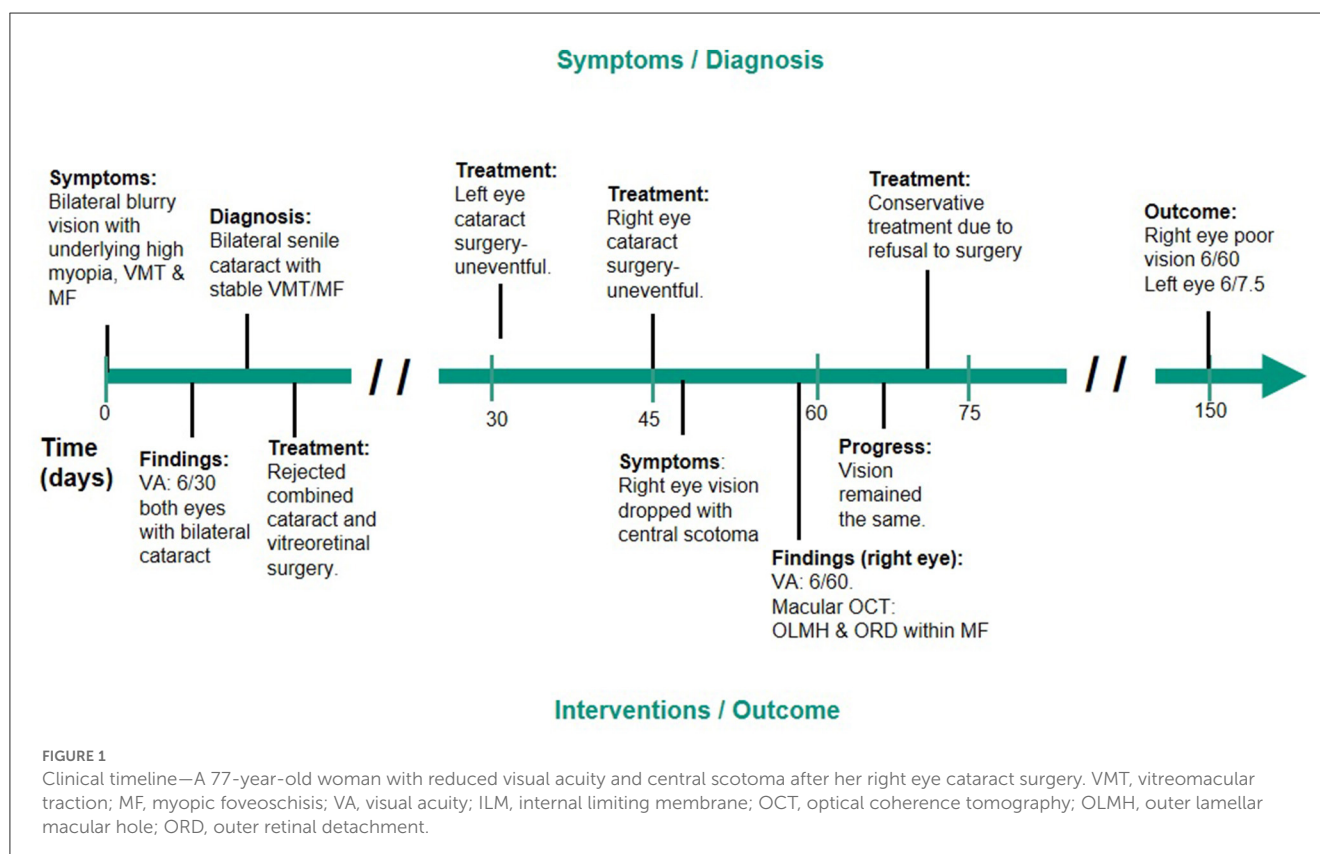 Symptoms / Diagnosis
Symptoms:
Bilateral blurry
vision with
underlying high
myopia, VMT &
MF
Diagnosis:
Bilateral senile
cataract with
stable VMT/MF
Treatment:
Left eye
cataract
surgery-
uneventful.
Treatment:
Right eye
cataract
surgery-
uneventful.
Treatment:
Conservative
treatment due to
refusal to surgery
Outcome:
Right eye poor
vision 6/60
Left eye 6/7.5
/ /
/ /
0
30
45
60
75
150
Time
(days)
Findings:
VA: 6/30
both eyes
with bilateral
cataract
Treatment:
Rejected
combined
cataract and
vitreoretinal
surgery.
Symptoms:
Right eye vision
dropped with
central scotoma
Findings (right eye):
VA: 6/60.
Macular OCT:
OLMH & ORD within MF
Progress:
Vision
remained
the same.
Interventions / Outcome
FIGURE 1
Clinical timeline—A 77-year-old woman with reduced visual acuity and central scotoma after her right eye cataract surgery. VMT, vitreomacular
traction; MF, myopic foveoschisis; VA, visual acuity; ILM, internal limiting membrane; OCT, optical coherence tomography; OLMH, outer lamellar
macular hole; ORD, outer retinal detachment.